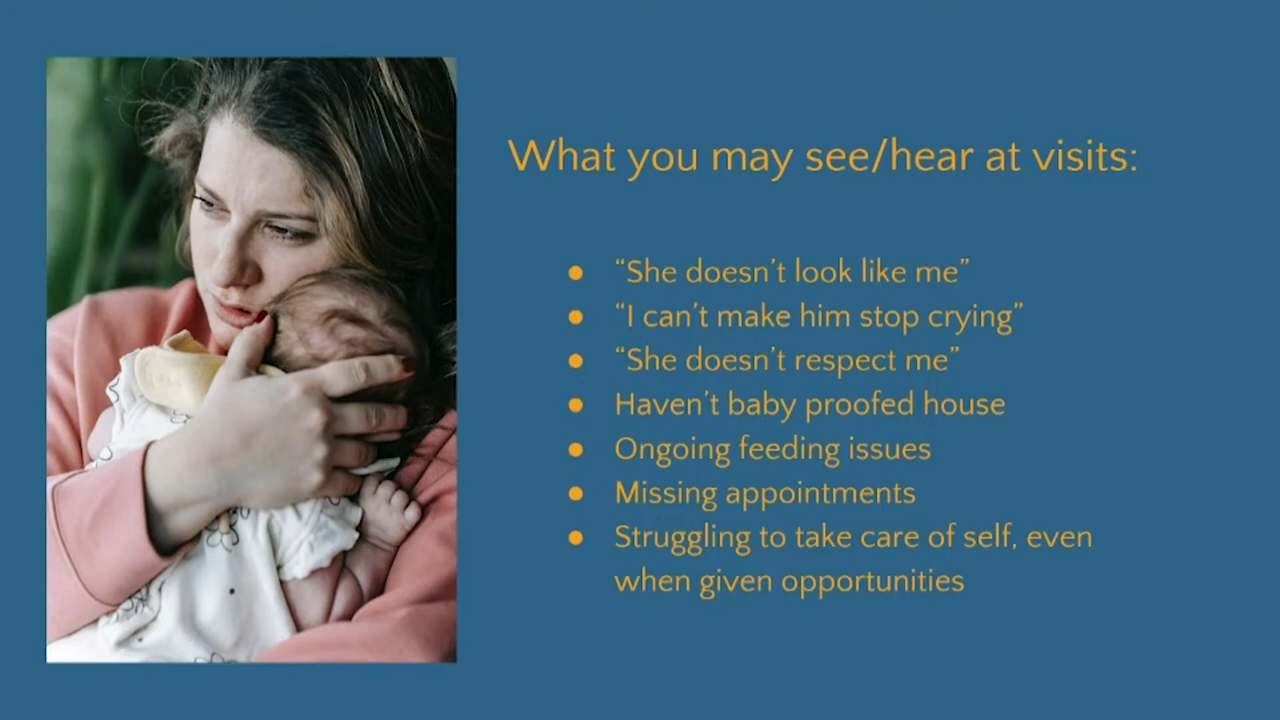 What you may see/hear at visits:
● “She doesn’t look like me”
● “I can’t make him stop crying”
● “She doesn’t respect me”
● Haven’t baby proofed house
● Ongoing feeding issues
● Missing appointments
● Struggling to take care of self, even
when given opportunities